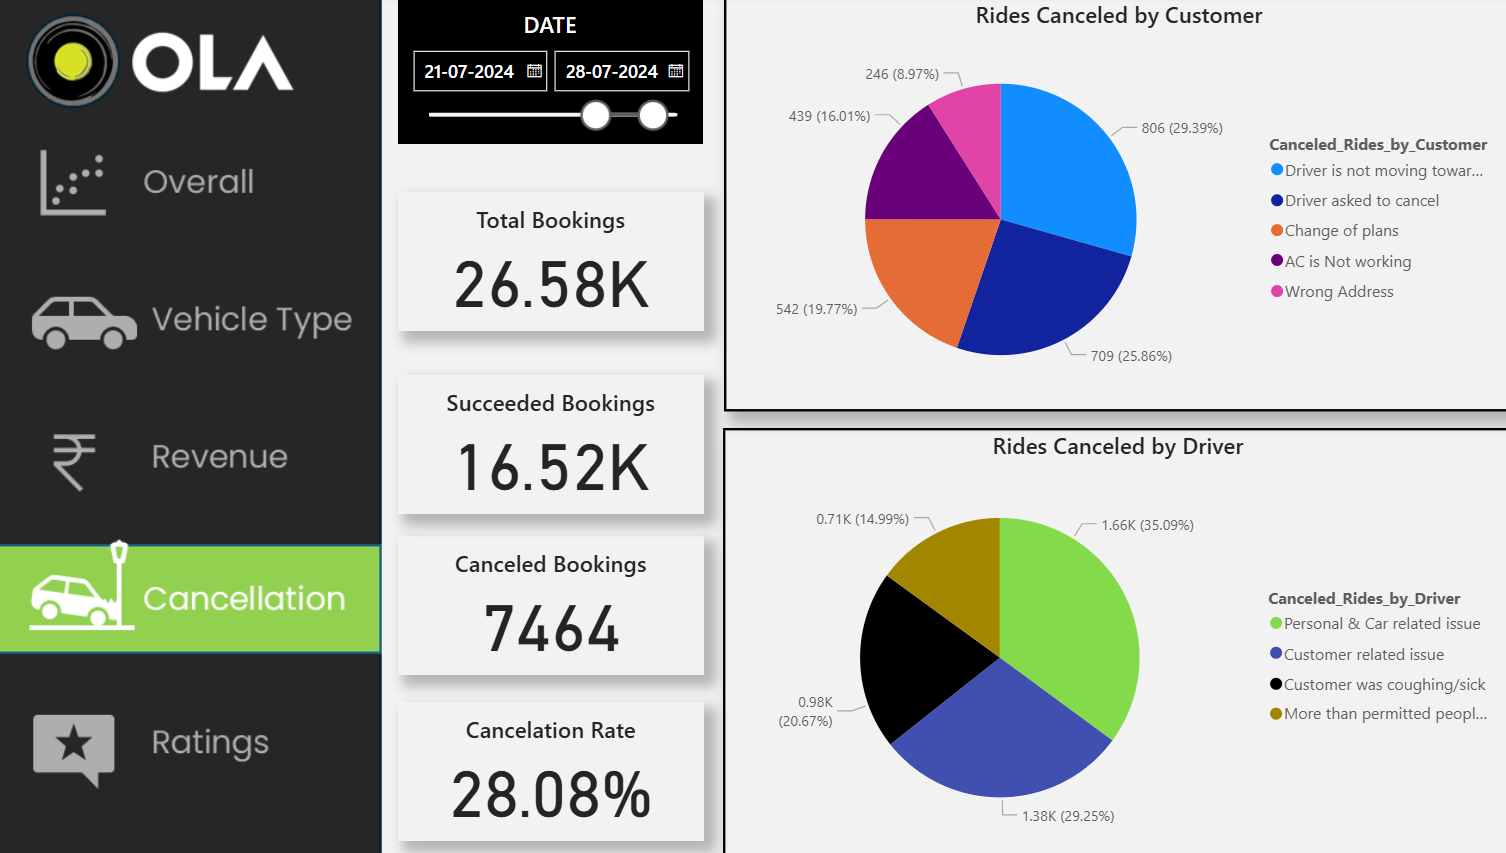 OLA
Overall
Vehicle Type
Revenue
Cancellation
Ratings
DATE
21-07-2024
28-07-2024
Total Bookings
26.58K
Succeeded Bookings
16.52K
Canceled Bookings
7464
Cancelation Rate
28.08%
Rides Canceled by Customer
246 (8.97%)
439 (16.01%)
806 (29.39%)
542 (19.77%)
709 (25.86%)
Canceled_Rides_by_Customer
Driver is not moving towar...
Driver asked to cancel
Change of plans
AC is Not working
Wrong Address
Rides Canceled by Driver
0.71K (14.99%)
1.66K (35.09%)
0.98K
(20.67%)
1.38K (29.25%)
Canceled_Rides_by_Driver
Personal & Car related issue
Customer related issue
Customer was coughing/sick
More than permitted peopl...